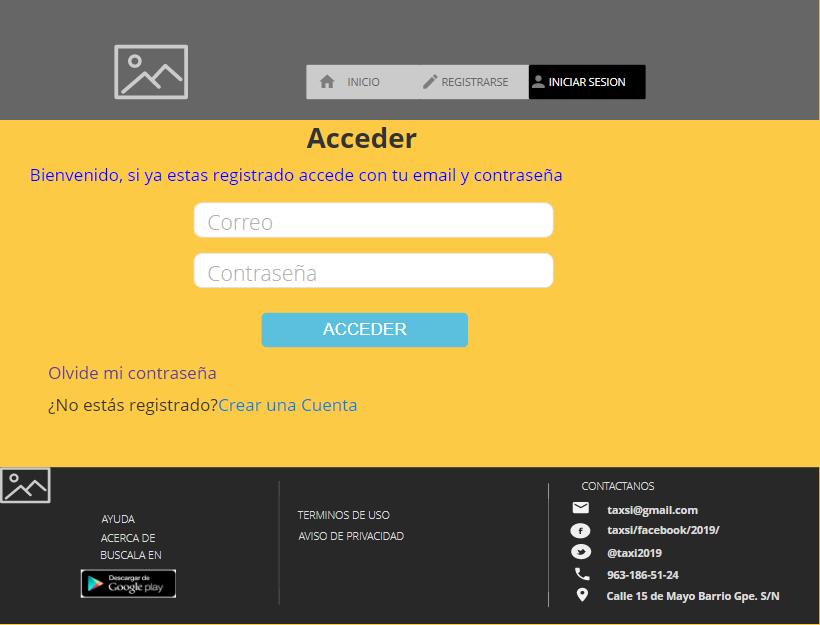 INICIO
REGISTRARSE
INICIAR SESION
Acceder
Bienvenido, si ya estas registrado accede con tu email y contraseña
Correo
Contraseña
ACCEDER
Olvide mi contraseña
¿No estás registrado?Crear una Cuenta
AYUDA
ACERCA DE
BUSCALA EN
Descargar de
Google play
TERMINOS DE USO
AVISO DE PRIVACIDAD
CONTACTANOS
taxsi@gmail.com
taxsi/facebook/2019/
@taxi2019
963-186-51-24
Calle 15 de Mayo Barrio Gpe. S/N